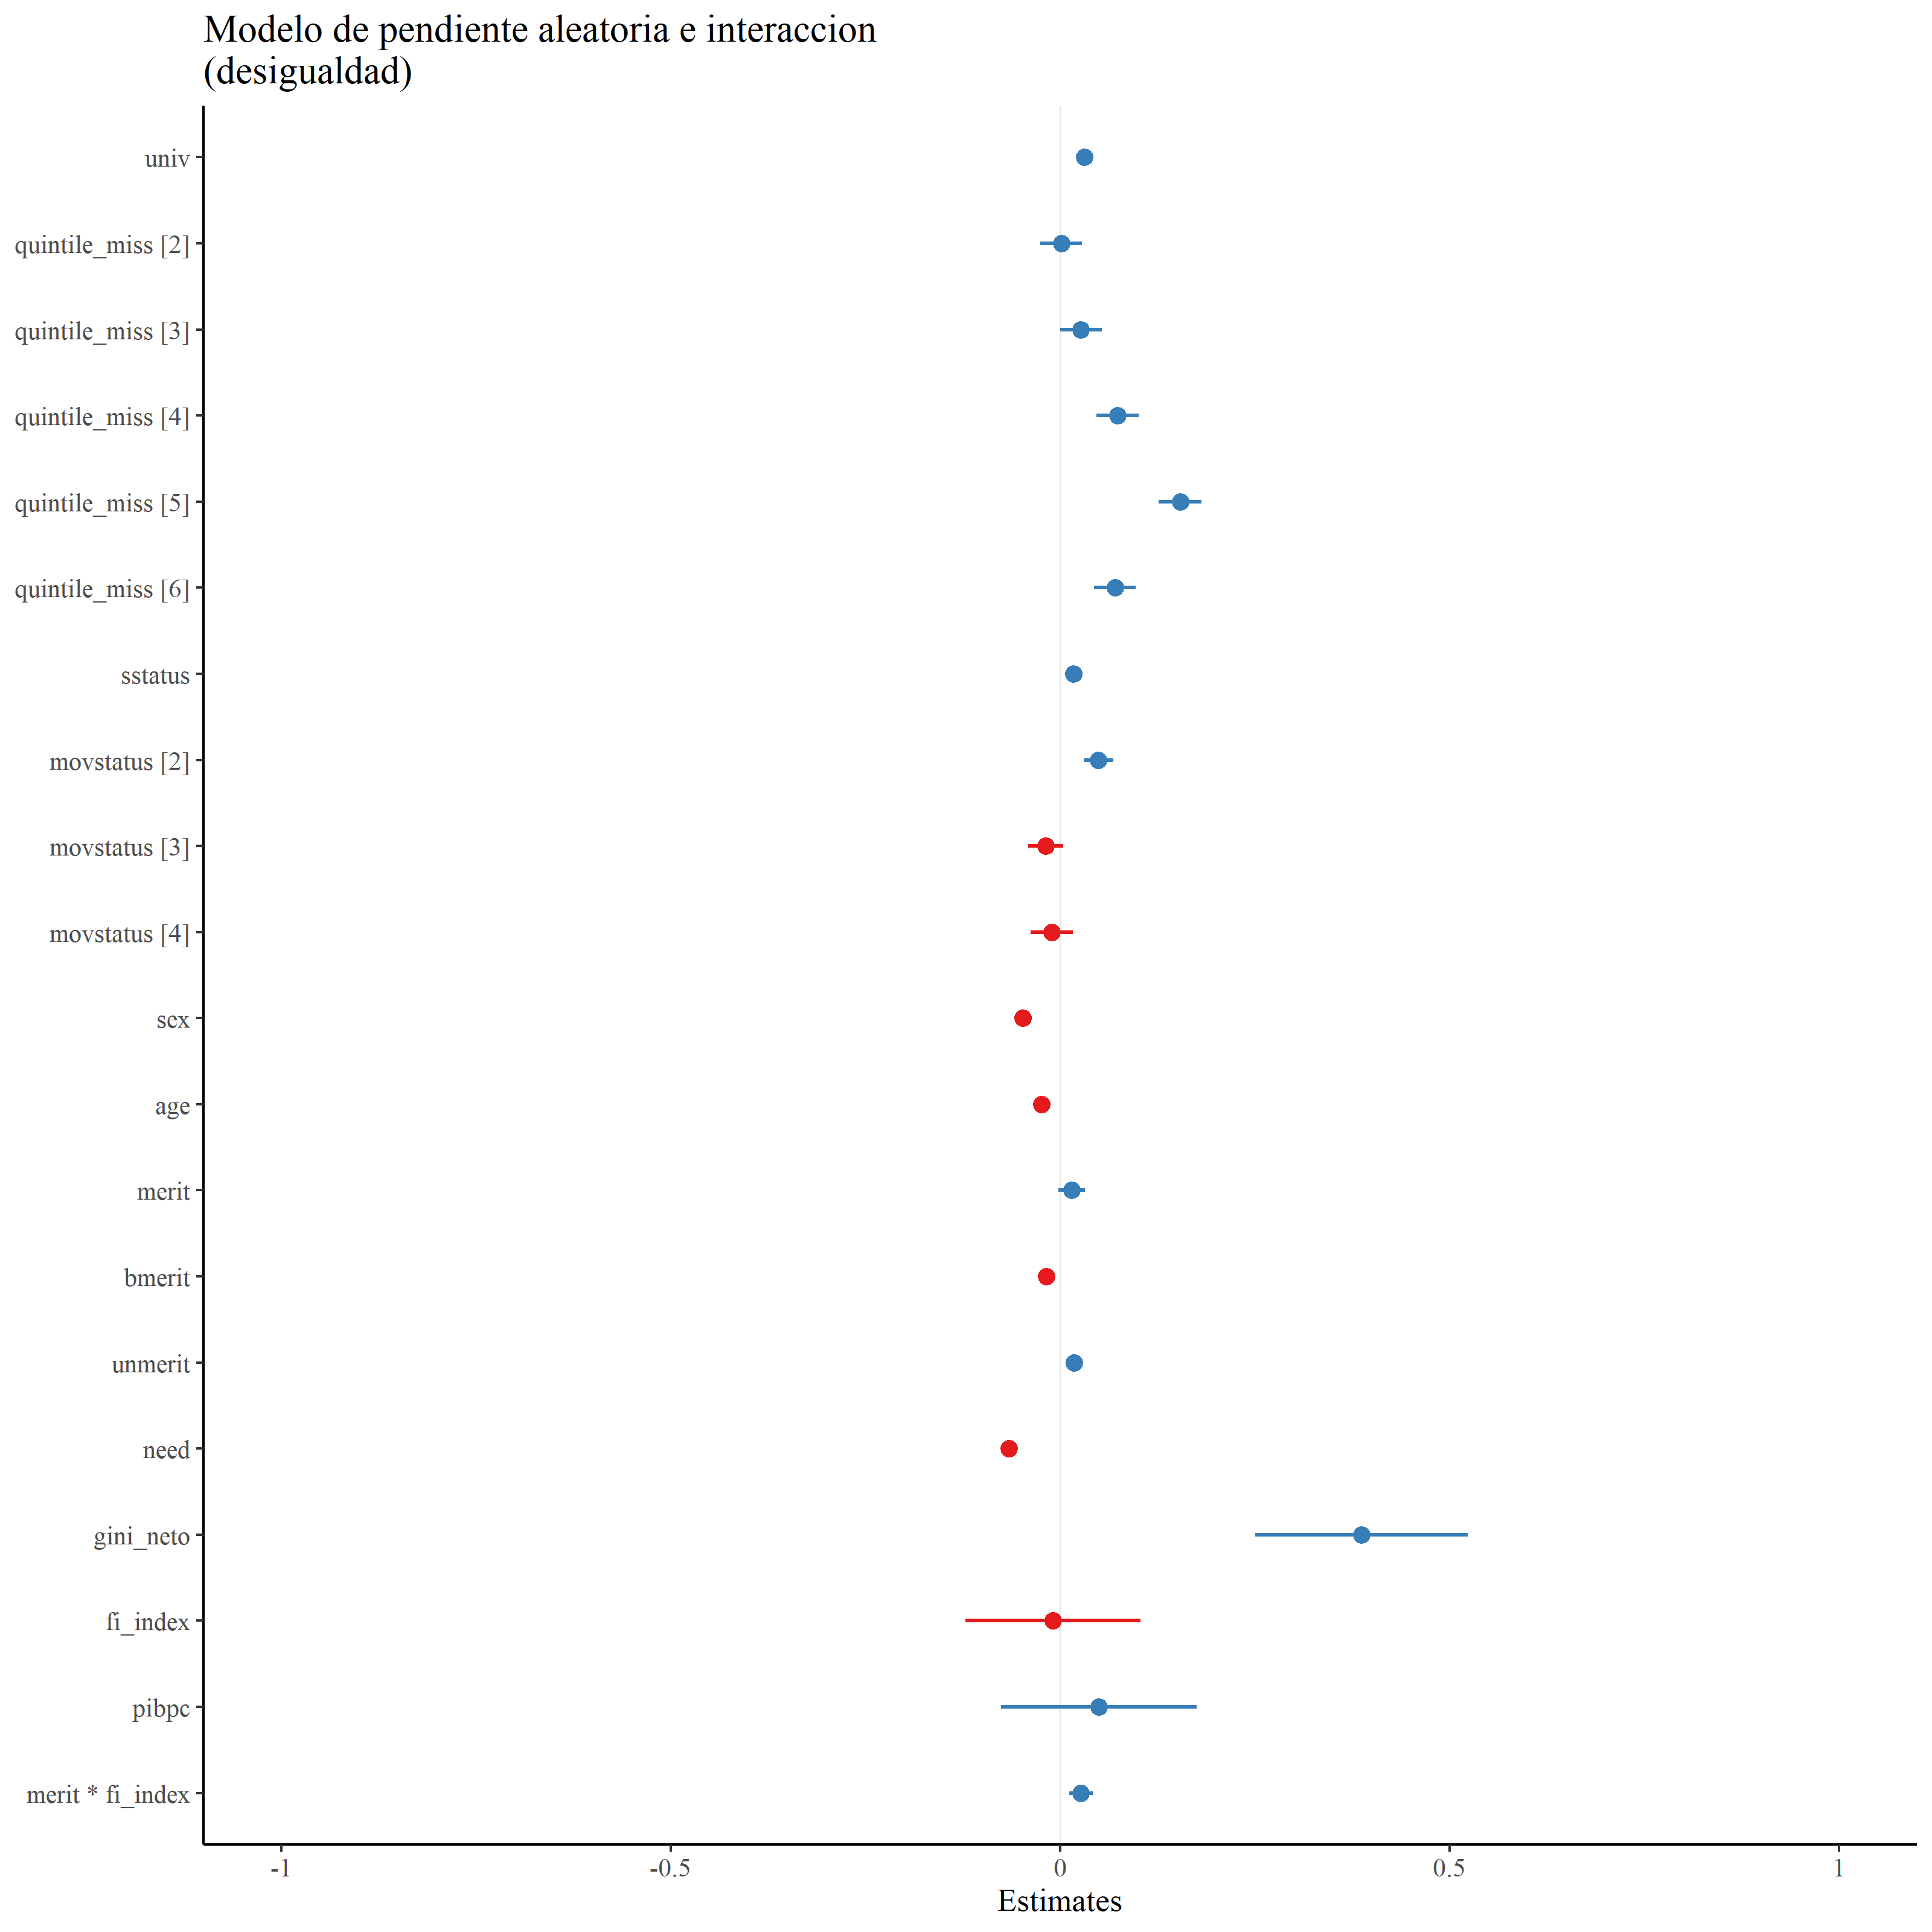 Modelo de pendiente aleatoria e interaccion
(desigualdad)
univ
quintile_miss [2]
quintile_miss [3]
quintile_miss [4]
quintile_miss [5]
quintile_miss [6]
sstatus
movstatus [2]
movstatus [3]
movstatus [4]
sex
age
merit
bmerit
unmerit
need
gini_neto
fi_index
pibpc
merit * fi_index
-1 -0.5 0 0.5 1
Estimates